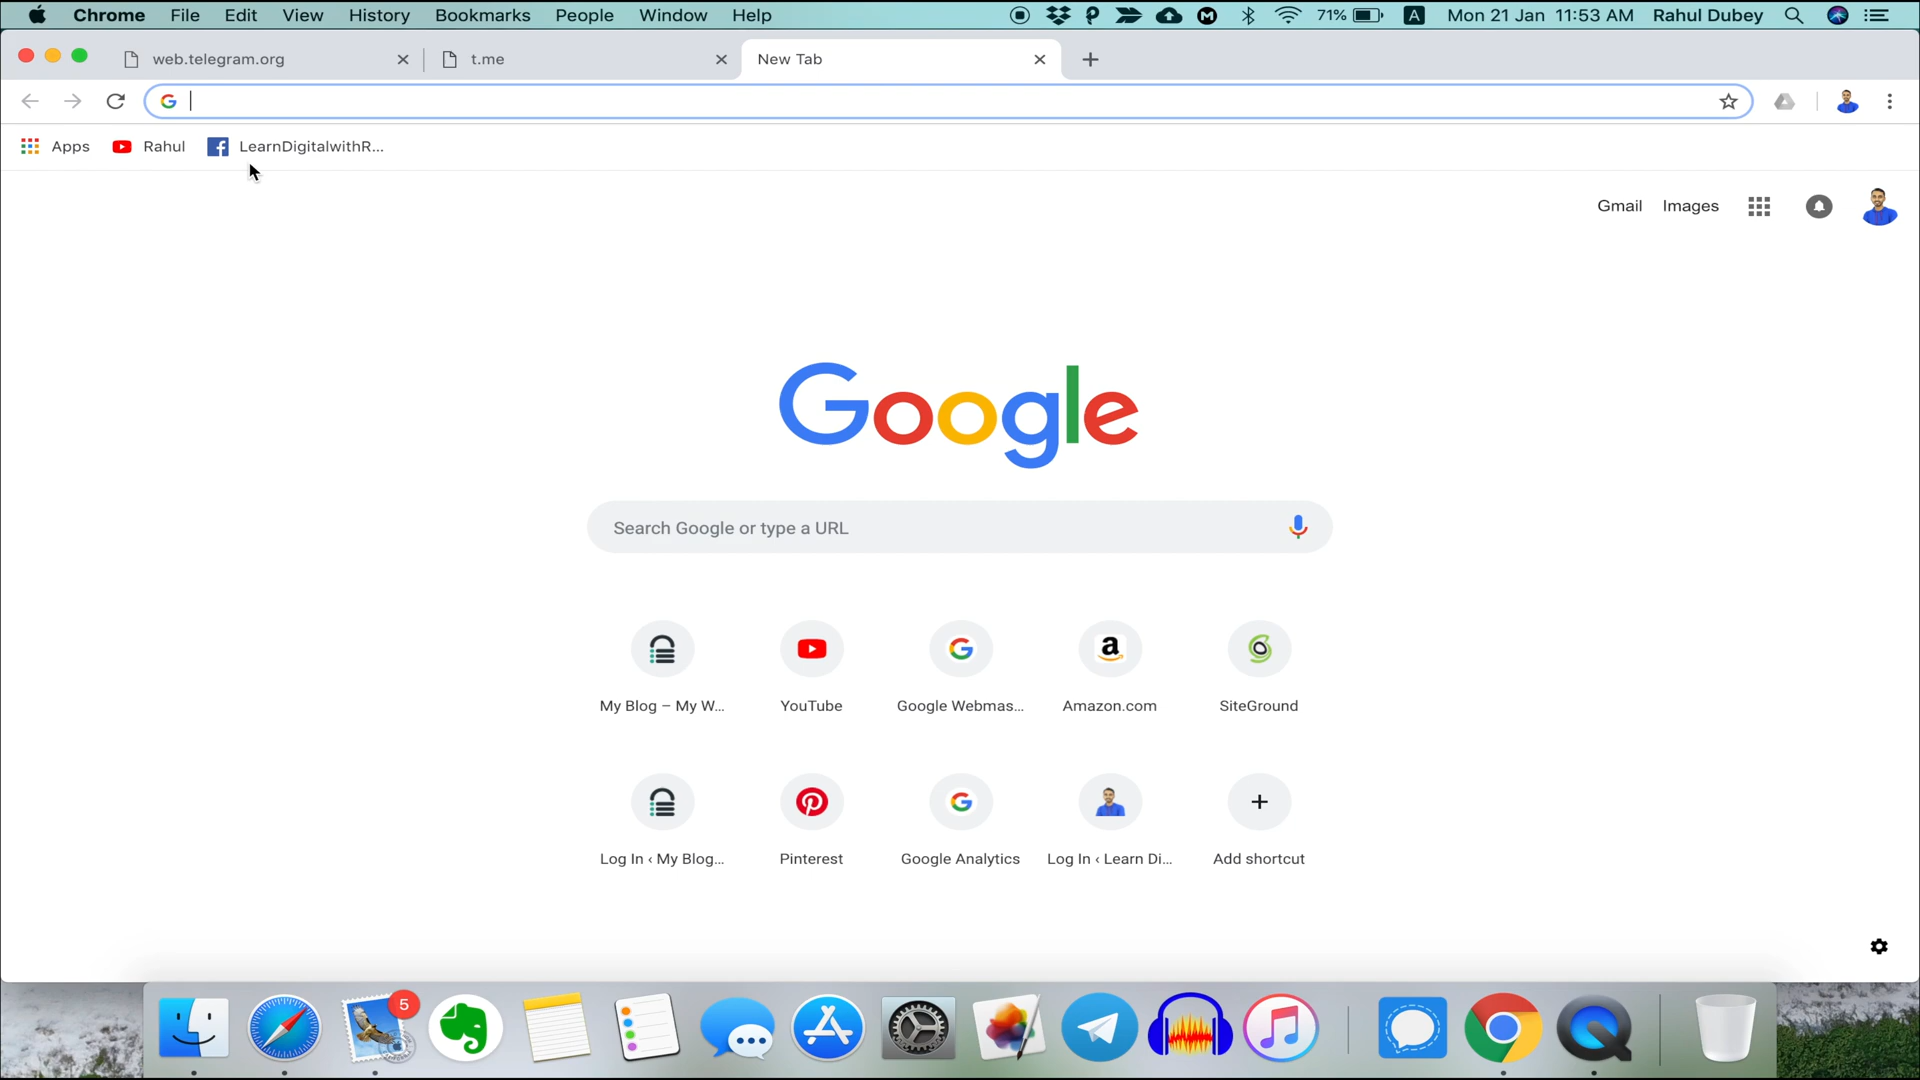 Chrome File Edit View History Bookmarks People Window Help 71% A Mon 21 Jan 11:53 AM Rahul Dubey
web.telegram.org t.me New Tab
Apps Rahul LearnDigitalwithR...
Gmail Images
Google
Search Google or type a URL
My Blog – My W... YouTube Google Webmas... Amazon.com SiteGround
Log In ‹ My Blog... Pinterest Google Analytics Log In ‹ Learn Di... Add shortcut
5